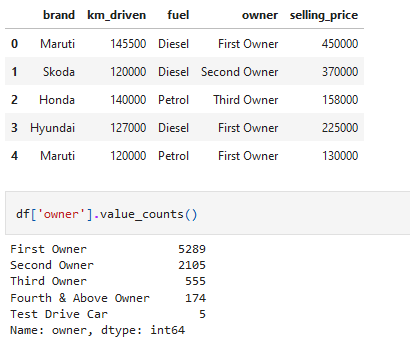 brand km_driven fuel owner selling_price
0 Maruti 145500 Diesel First Owner 450000
1 Skoda 120000 Diesel Second Owner 370000
2 Honda 140000 Petrol Third Owner 158000
3 Hyundai 127000 Diesel First Owner 225000
4 Maruti 120000 Petrol First Owner 130000
df['owner'].value_counts()
First Owner 5289
Second Owner 2105
Third Owner 555
Fourth & Above Owner 174
Test Drive Car 5
Name: owner, dtype: int64